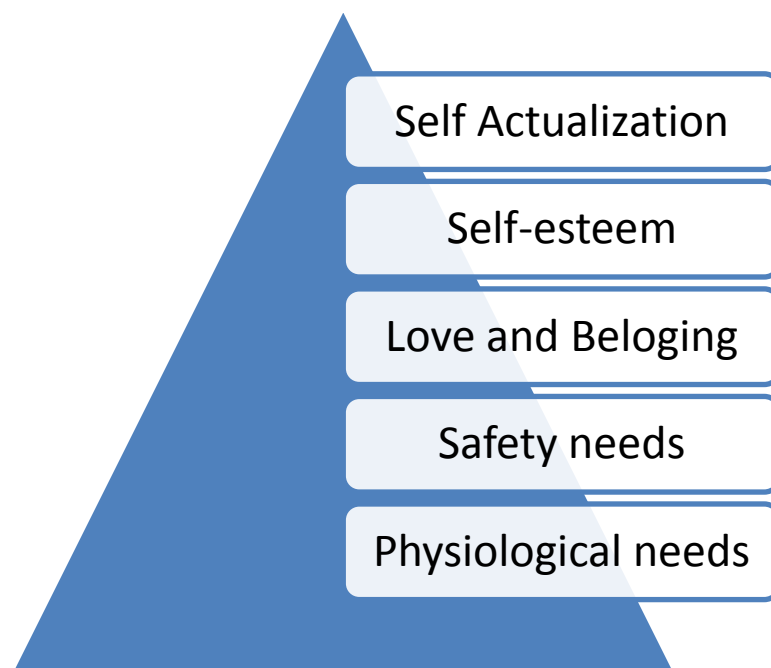 Self Actualization
Self-esteem
Love and Beloging
Safety needs
Physiological needs